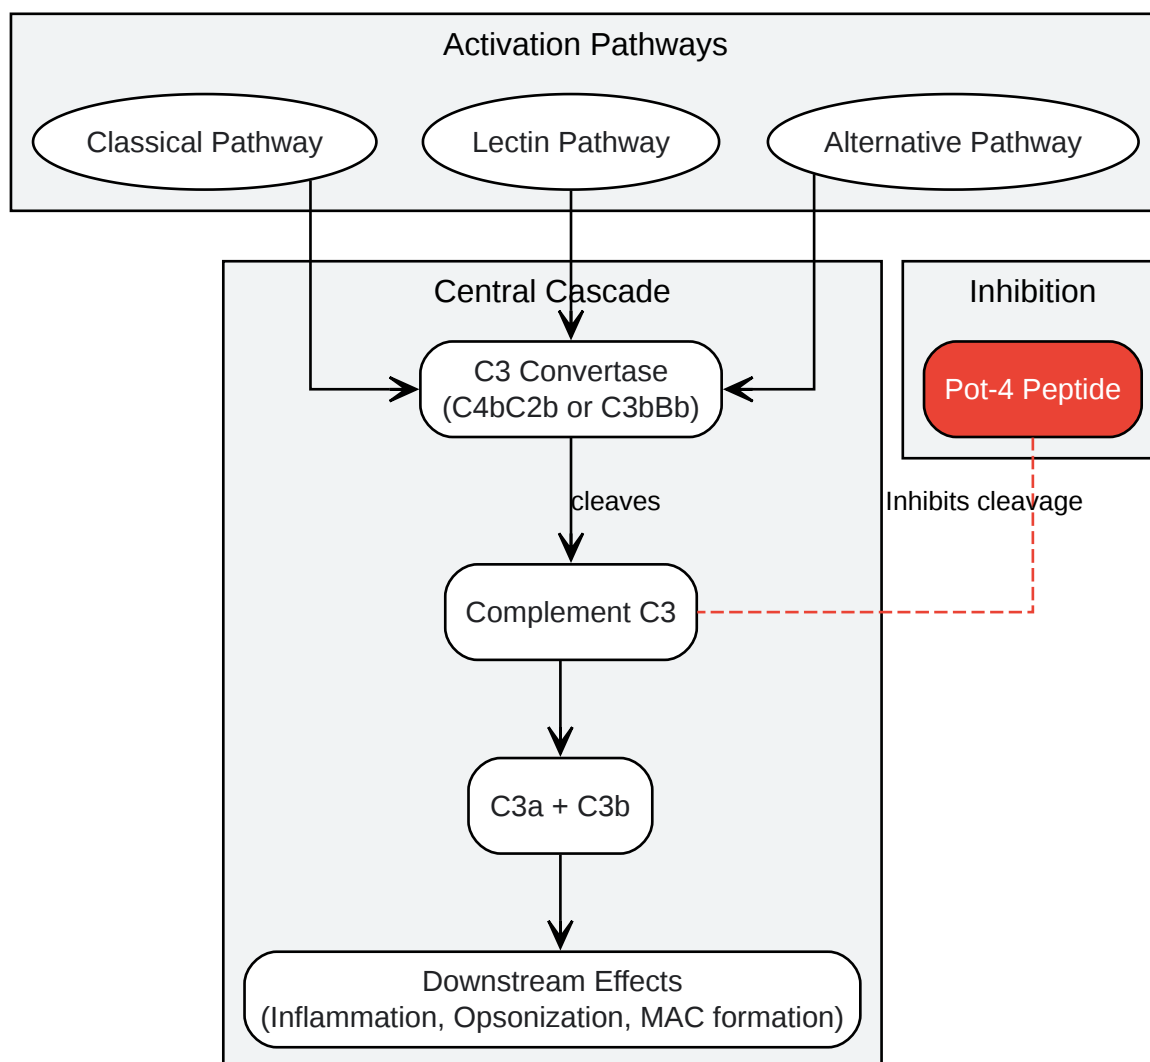 Activation Pathways
Classical Pathway
Lectin Pathway
Alternative Pathway
Central Cascade
Inhibition
C3 Convertase
(C4bC2b or C3bBb)
Pot-4 Peptide
cleaves
Inhibits cleavage
Complement C3
C3a + C3b
Downstream Effects
(Inflammation, Opsonization, MAC formation)